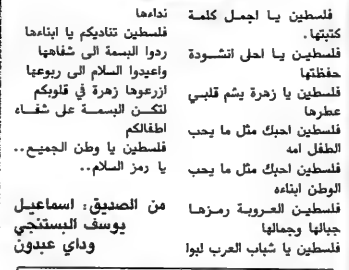 فلسطين يا اجمل كلمة
كتبتها.
فلسطين يا احلى انشودة
حفظتها
فلسطين يا زهرة يشم قلبي
عطرها
فلسطين احبك مثل ما يحب
الطفل امه
فلسطين احبك مثل ما يحب
الوطن ابناءه
فلسطين العروبة رمزها
جبالها وجمالها
فلسطين يا شباب العرب لبوا
نداءها
فلسطين تناديكم يا ابناءها
ردوا البسمة الى شفاهها
واعيدوا السلام الى ربوعها
ازرعوها زهرة في قلوبكم
لتكن البسمة على شفاه
اطفالكم
فلسطين يا وطن الجميع..
يا رمز السلام..
من الصديق: اسماعيل
يوسف البستنجي
وداي عبدون